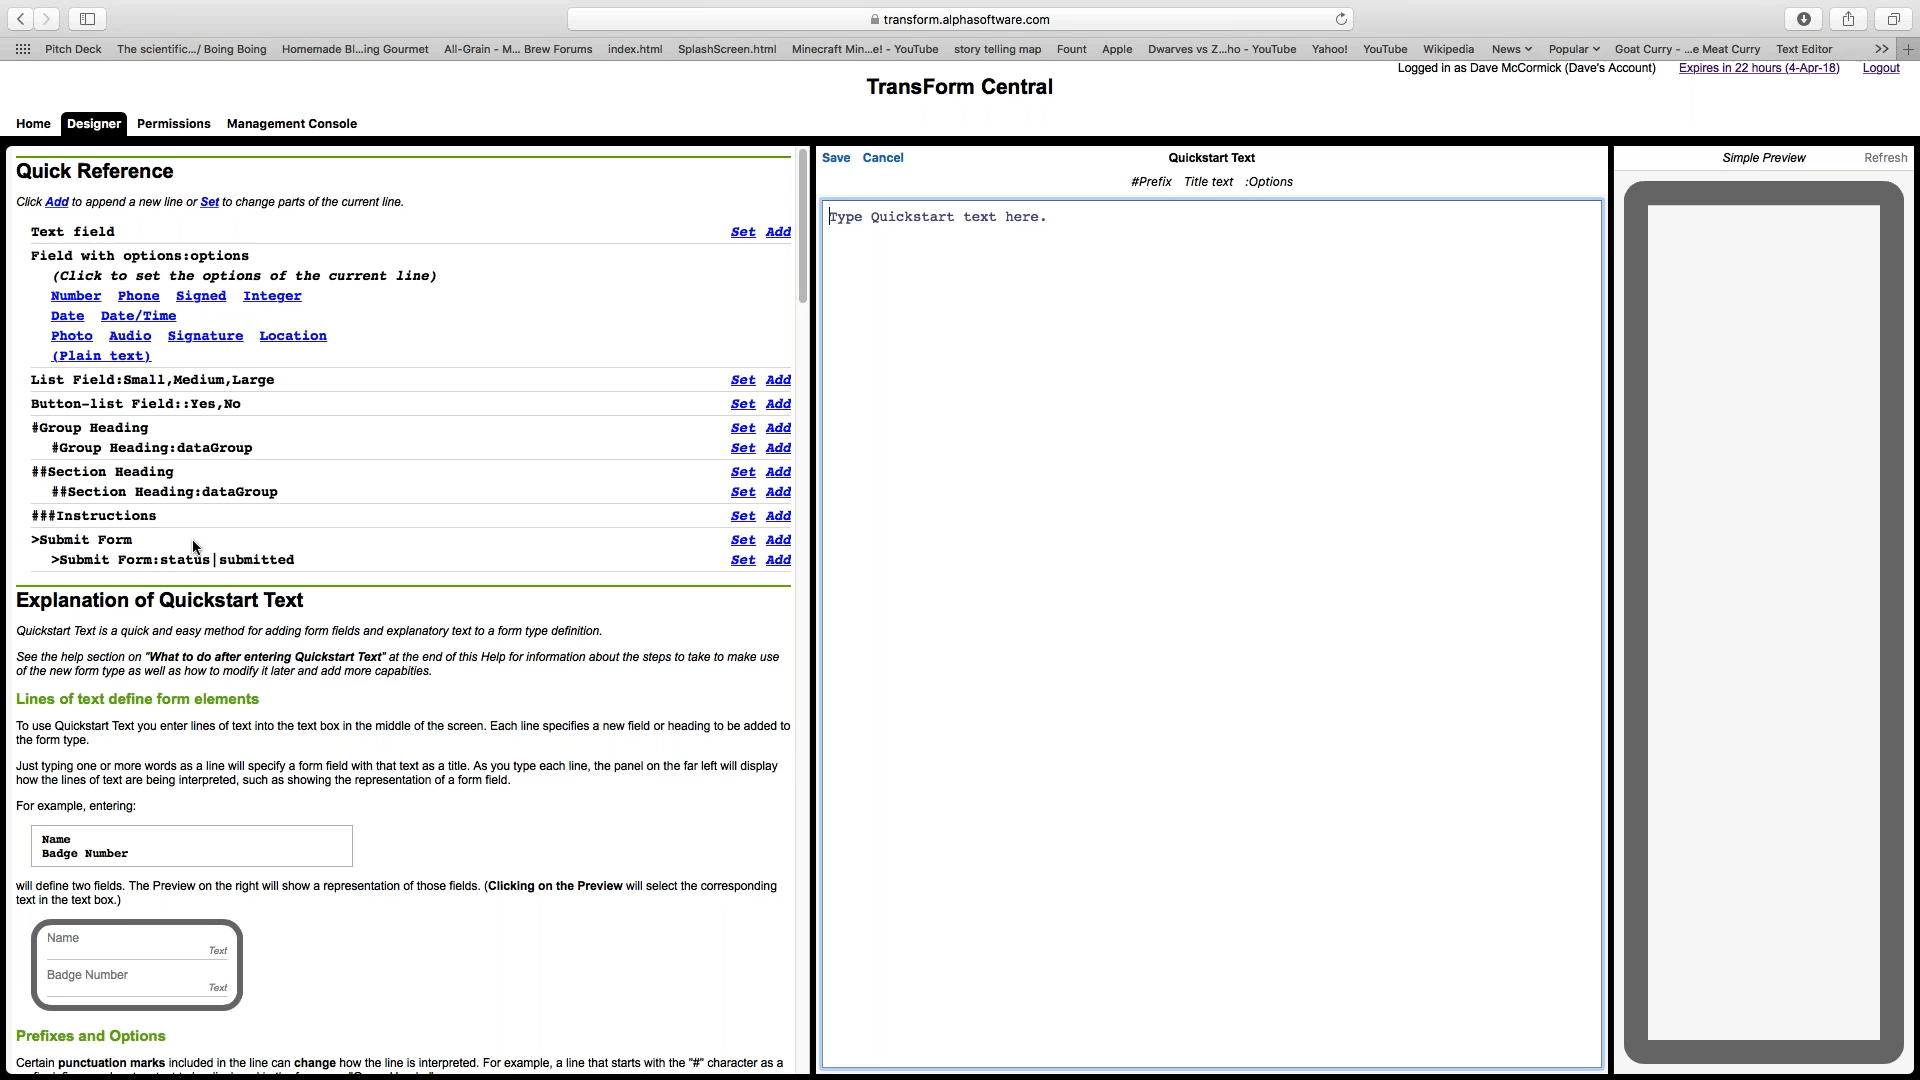 transform.alphasoftware.com
Pitch Deck The scientific.../ Boing Boing Homemade Bl...ing Gourmet All-Grain - M... Brew Forums index.html SplashScreen.html Minecraft Min...e! - YouTube story telling map Fount Apple Dwarves vs Z...ho - YouTube Yahoo! YouTube Wikipedia News Popular Goat Curry - ...e Meat Curry Text Editor
Logged in as Dave McCormick (Dave's Account) Expires in 22 hours (4-Apr-18) Logout
TransForm Central
Home Designer Permissions Management Console
Quick Reference
Click Add to append a new line or Set to change parts of the current line.
Text field Set Add
Field with options:options
(Click to set the options of the current line)
Number Phone Signed Integer
Date Date/Time
Photo Audio Signature Location
(Plain text)
List Field:Small,Medium,Large Set Add
Button-list Field::Yes,No Set Add
#Group Heading Set Add
#Group Heading:dataGroup Set Add
##Section Heading Set Add
##Section Heading:dataGroup Set Add
###Instructions Set Add
>Submit Form Set Add
>Submit Form:status|submitted Set Add
Explanation of Quickstart Text
Quickstart Text is a quick and easy method for adding form fields and explanatory text to a form type definition.
See the help section on "What to do after entering Quickstart Text" at the end of this Help for information about the steps to take to make use
of the new form type as well as how to modify it later and add more capabities.
Lines of text define form elements
To use Quickstart Text you enter lines of text into the text box in the middle of the screen. Each line specifies a new field or heading to be added to
the form type.
Just typing one or more words as a line will specify a form field with that text as a title. As you type each line, the panel on the far left will display
how the lines of text are being interpreted, such as showing the representation of a form field.
For example, entering:
Name
Badge Number
will define two fields. The Preview on the right will show a representation of those fields. (Clicking on the Preview will select the corresponding
text in the text box.)
Name
Text
Badge Number
Text
Prefixes and Options
Certain punctuation marks included in the line can change how the line is interpreted. For example, a line that starts with the "#" character as a
Save Cancel Quickstart Text
#Prefix Title text :Options
Type Quickstart text here.
Simple Preview Refresh